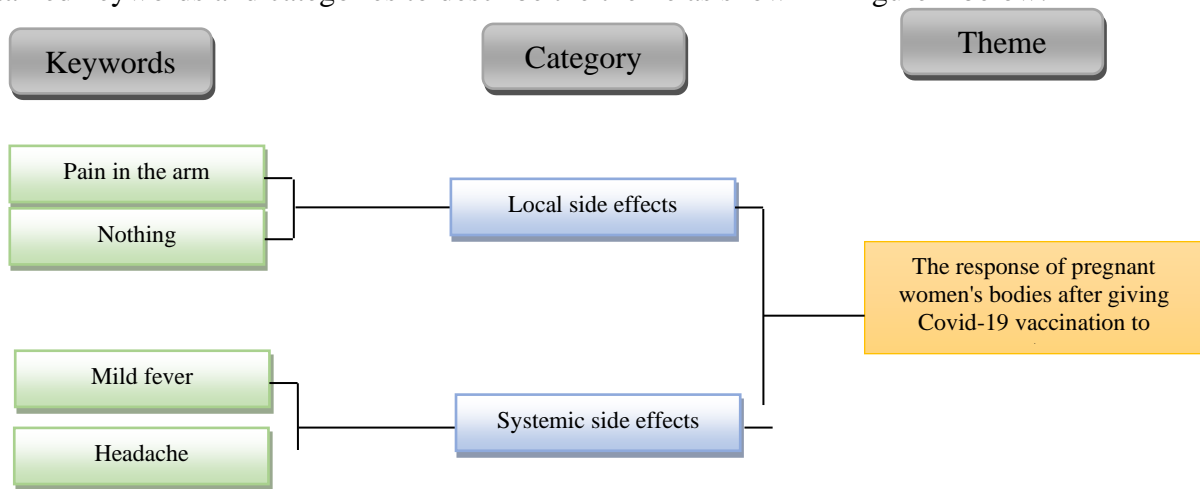 Keywords
Category
Theme
Pain in the arm
Nothing
Local side effects
The response of pregnant
women's bodies after giving
Covid-19 vaccination to
Mild fever
Headache
Systemic side effects